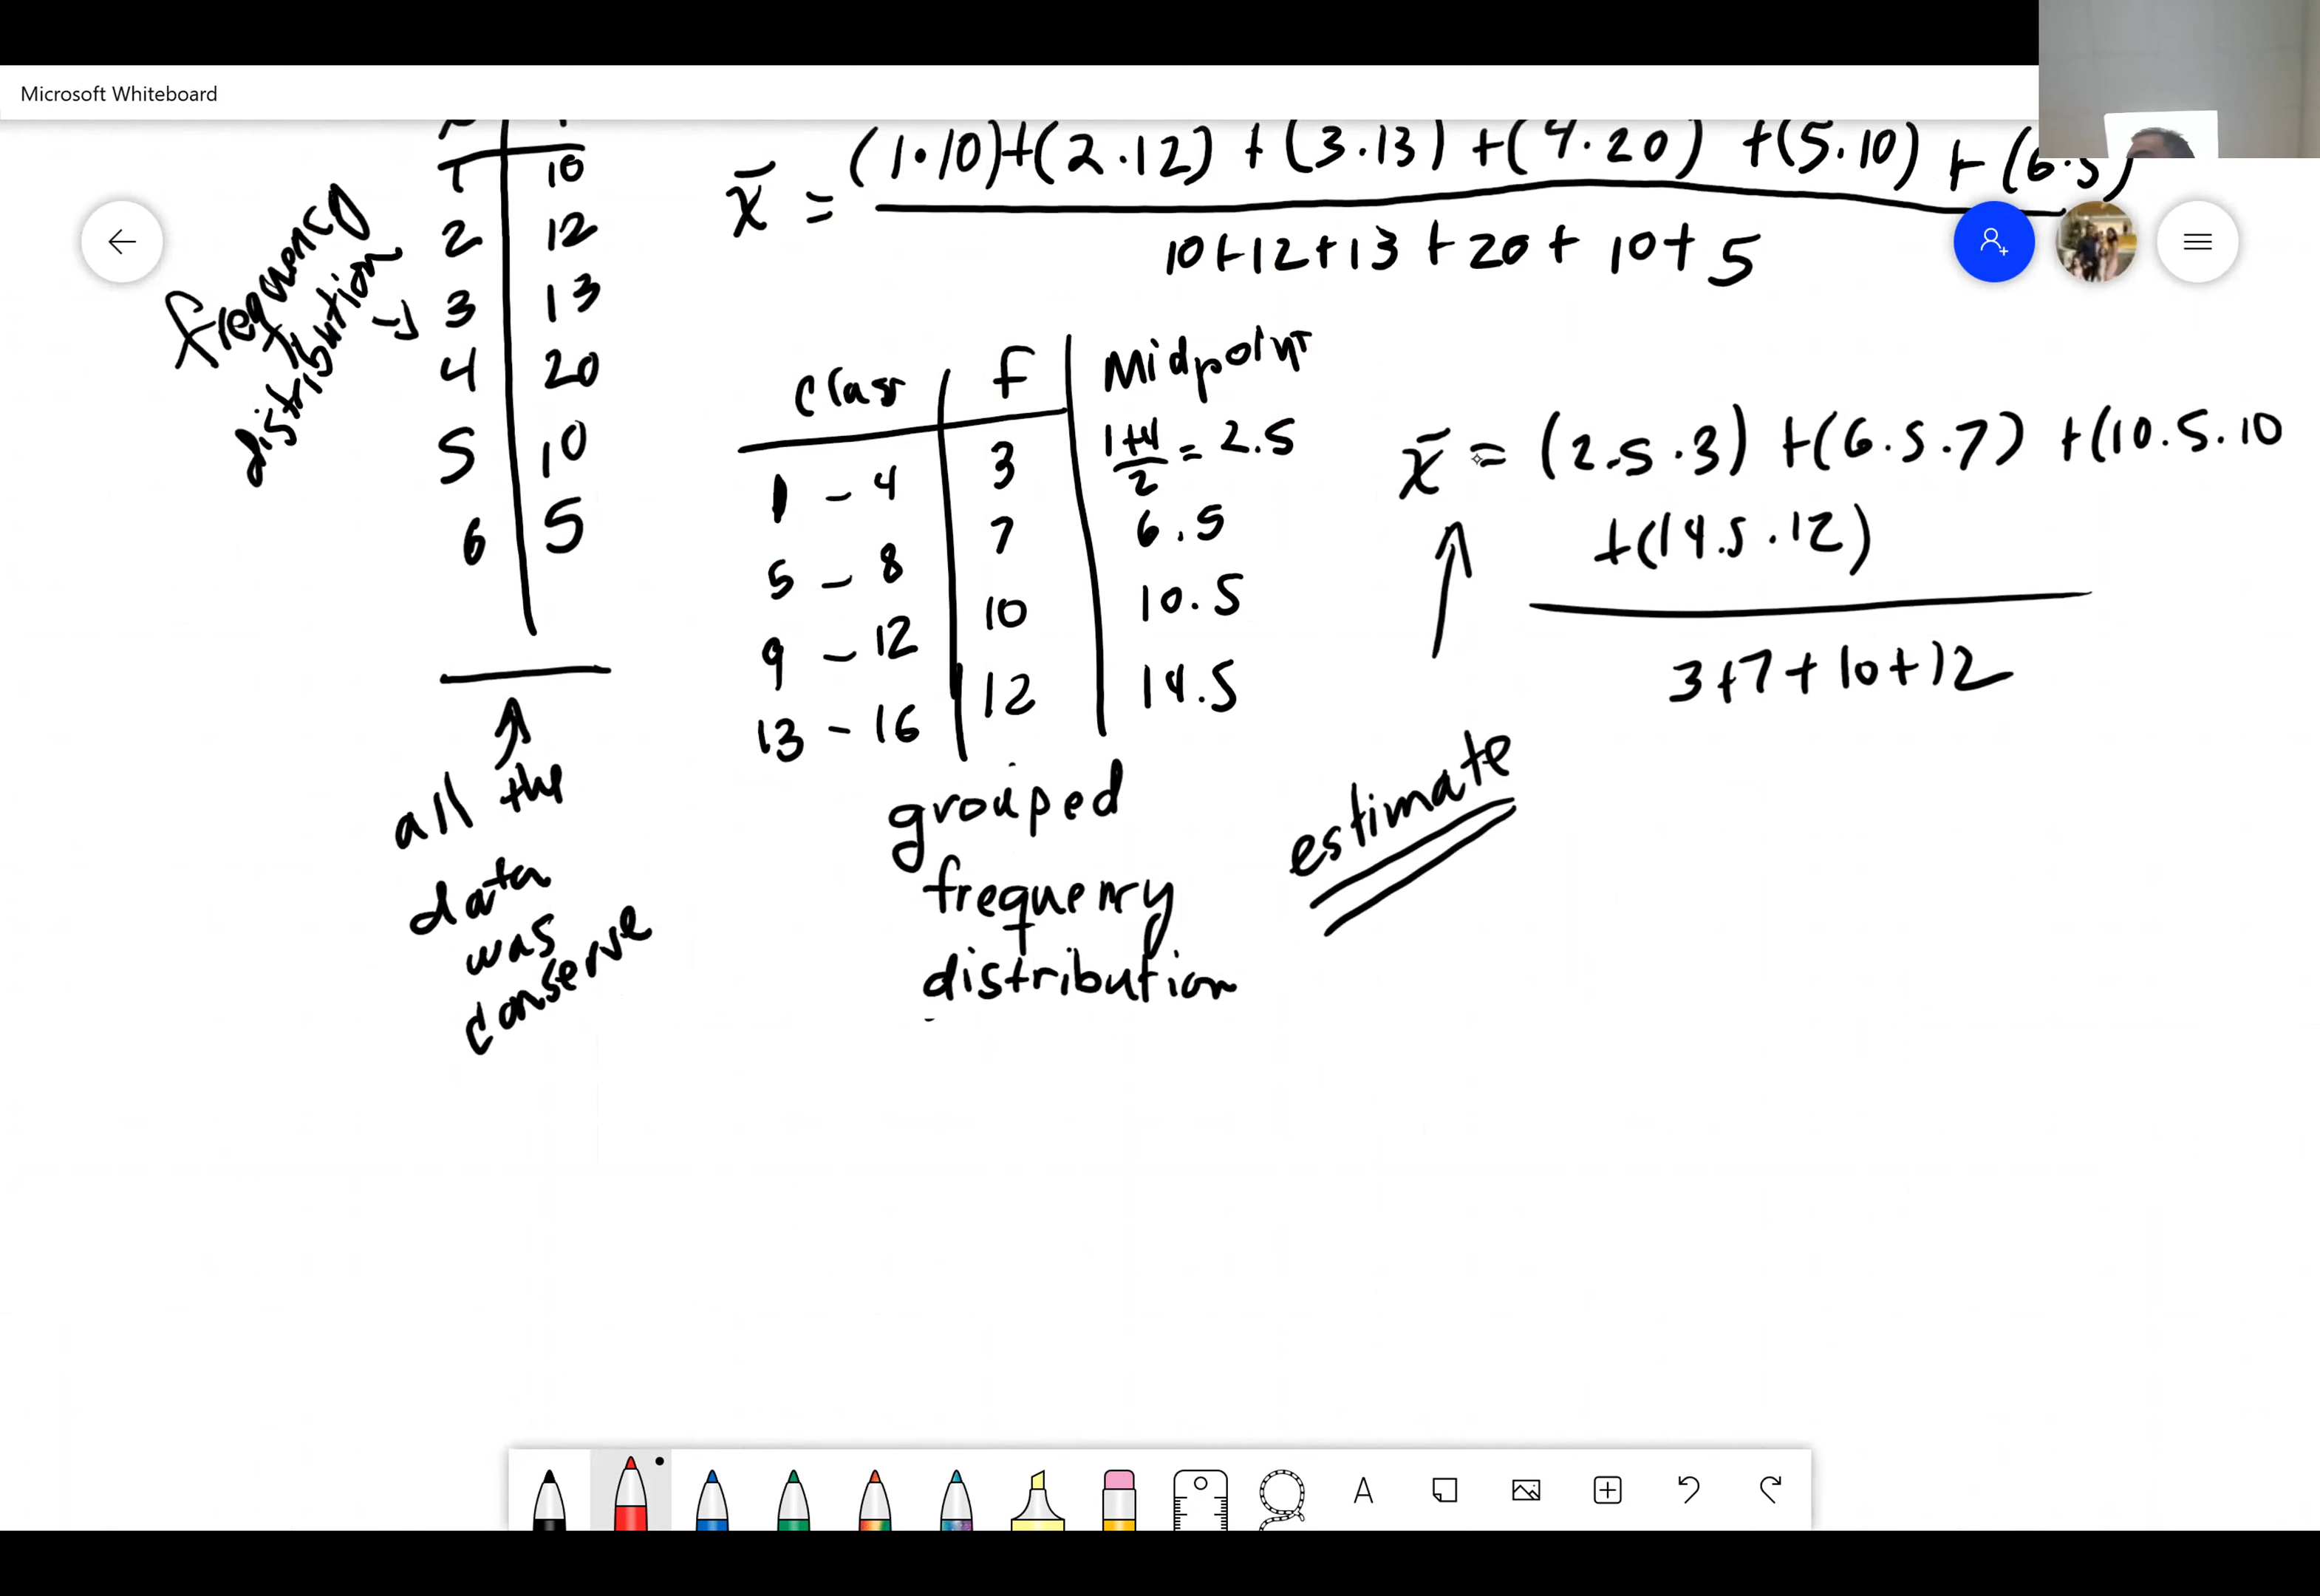 Microsoft Whiteboard
1 | 10
2 | 12
3 | 13
4 | 20
5 | 10
6 | 5
frequency
distribution
all the
data
was
conserve
x̄ = (1·10)+(2·12)+(3·13)+(4·20)+(5·10)+(6·5)
10+12+13+20+10+5
class | f | Midpoint
1 - 4 | 3 | 1+4/2 = 2.5
5 - 8 | 7 | 6.5
9 - 12 | 10 | 10.5
13 - 16 | 12 | 14.5
grouped
frequency
distribution
x̄ = (2.5·3)+(6.5·7)+(10.5·10
+(14.5·12)
3+7+10+12
estimate
A